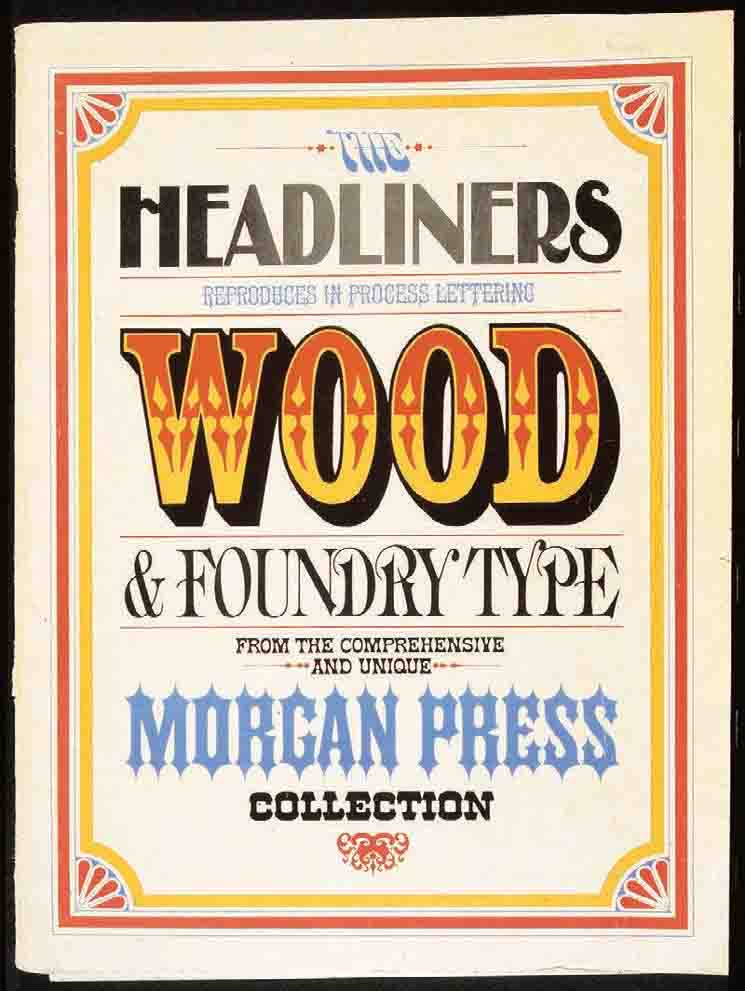 THE
HEADLINERS
REPRODUCES IN PROCESS LETTERING
WOOD
& FOUNDRY TYPE
FROM THE COMPREHENSIVE
AND UNIQUE
MORGAN PRESS
COLLECTION